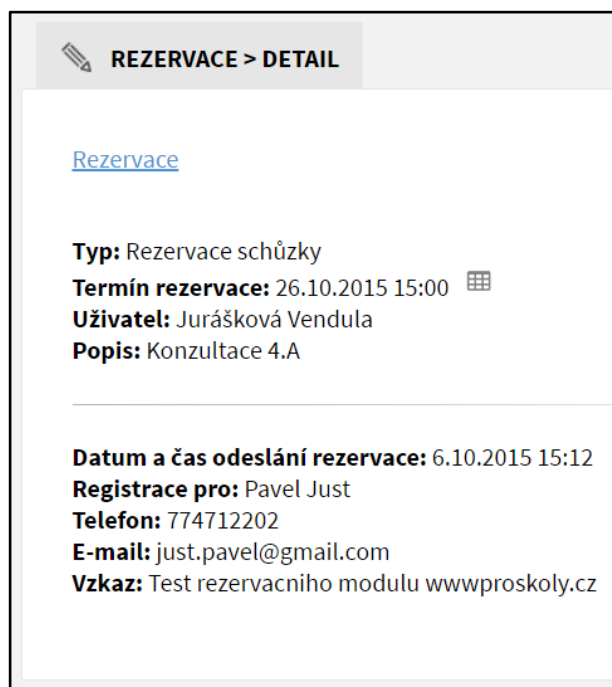 REZERVACE > DETAIL
Rezervace
Typ: Rezervace schůzky
Termín rezervace: 26.10.2015 15:00
Uživatel: Jurášková Vendula
Popis: Konzultace 4.A
Datum a čas odeslání rezervace: 6.10.2015 15:12
Registrace pro: Pavel Just
Telefon: 774712202
E-mail: just.pavel@gmail.com
Vzkaz: Test rezervacniho modulu wwwproskoly.cz